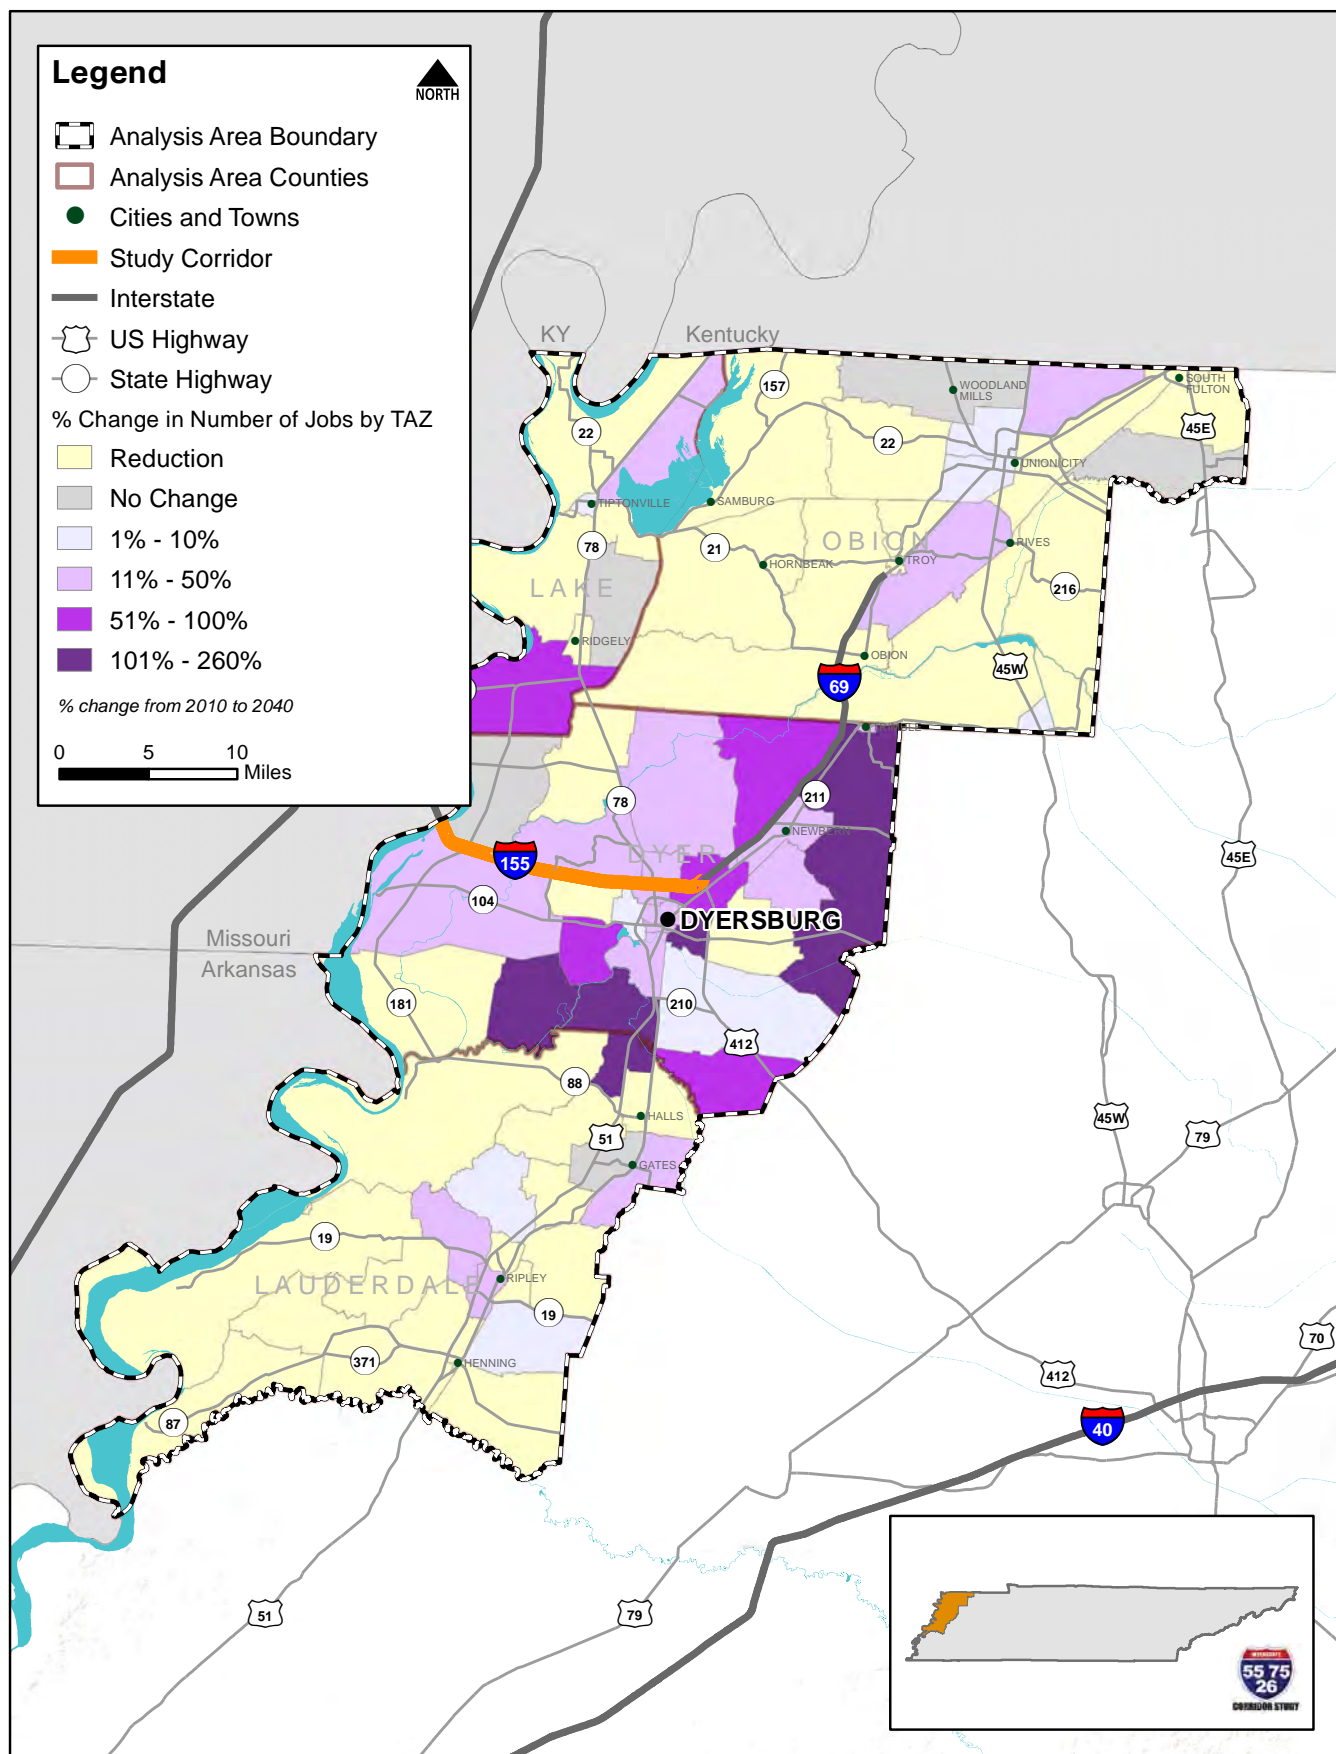 Legend
NORTH
Analysis Area Boundary
Analysis Area Counties
Cities and Towns
Study Corridor
Interstate
US Highway
State Highway
% Change in Number of Jobs by TAZ
Reduction
No Change
1% - 10%
11% - 50%
51% - 100%
101% - 260%
% change from 2010 to 2040
0 5 10
Miles
KY
Kentucky
157
WOODLAND
MILLS
SOUTH
FULTON
45E
22
22
UNION CITY
TIPTONVILLE
SAMBURG
78
21
OBION
RIVES
HORNBEAK
TROY
LAKE
216
RIDGELY
OBION
45W
69
TRIMBLE
78
211
NEWBERN
DYER
155
45E
104
DYERSBURG
Missouri
Arkansas
181
210
412
88
HALLS
51
45W
79
GATES
19
LAUDERDALE
RIPLEY
19
70
371
HENNING
412
87
40
51
79
55 75
26
CORRIDOR STUDY